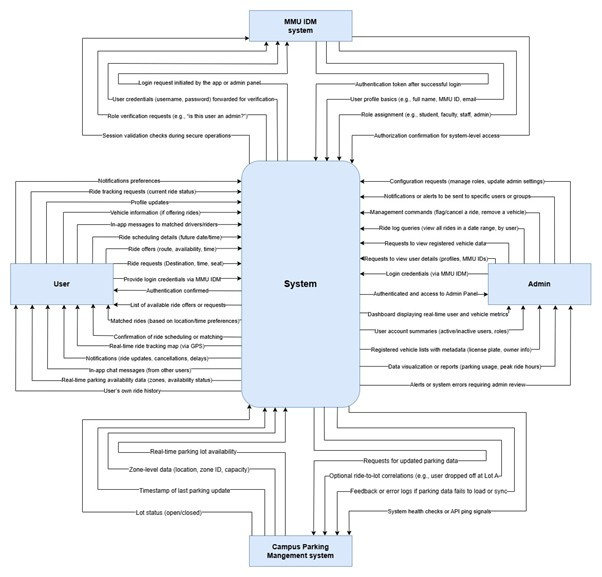 MMU IDM
system
Login request initiated by the app or admin panel
User credentials (username, password) forwarded for verification
Role verification requests (e.g., "is this user an admin?")
Session validation checks during secure operations
Authentication token after successful login
User profile basics (e.g., full name, MMU ID, email
Role assignment (e.g., student, faculty, staff, admin)
Authorization confirmation for system-level access
Notifications preferences
Ride tracking requests (current ride status)
Profile updates
Vehicle information (if offering rides)
In-app messages to matched drivers/riders
Ride scheduling details (future date/time)
Ride offers (route, availability, time)
Ride requests (Destination, time, seat)
Provide login credentials via MMU IDM
Authentication confirmed
List of available ride offers or requests
Matched rides (based on location/time preferences)
Confirmation of ride scheduling or matching
Real-time ride tracking map (via GPS)
Notifications (ride updates, cancellations, delays)
In-app chat messages (from other users)
Real-time parking availability data (zones, availability status)
User's own ride history
User
System
Admin
Configuration requests (manage roles, update admin settings)
Notifications or alerts to be sent to specific users or groups
Management commands (flag/cancel a ride, remove a vehicle)
Ride log queries (view all rides in a date range, by user)
Requests to view registered vehicle data
Requests to view user details (profiles, MMU IDs)
Login credentials (via MMU IDM)
Authenticated and access to Admin Panel
Dashboard displaying real-time user and vehicle metrics
User account summaries (active/inactive users, roles)
Registered vehicle lists with metadata (license plate, owner info)
Data visualization or reports (parking usage, peak ride hours)
Alerts or system errors requiring admin review
Real-time parking lot availability
Zone-level data (location, zone ID, capacity)
Timestamp of last parking update
Lot status (open/closed)
Requests for updated parking data
Optional ride-to-lot correlations (e.g., user dropped off at Lot A
Feedback or error logs if parking data fails to load or sync
System health checks or API ping signals
Campus Parking
Mangement system